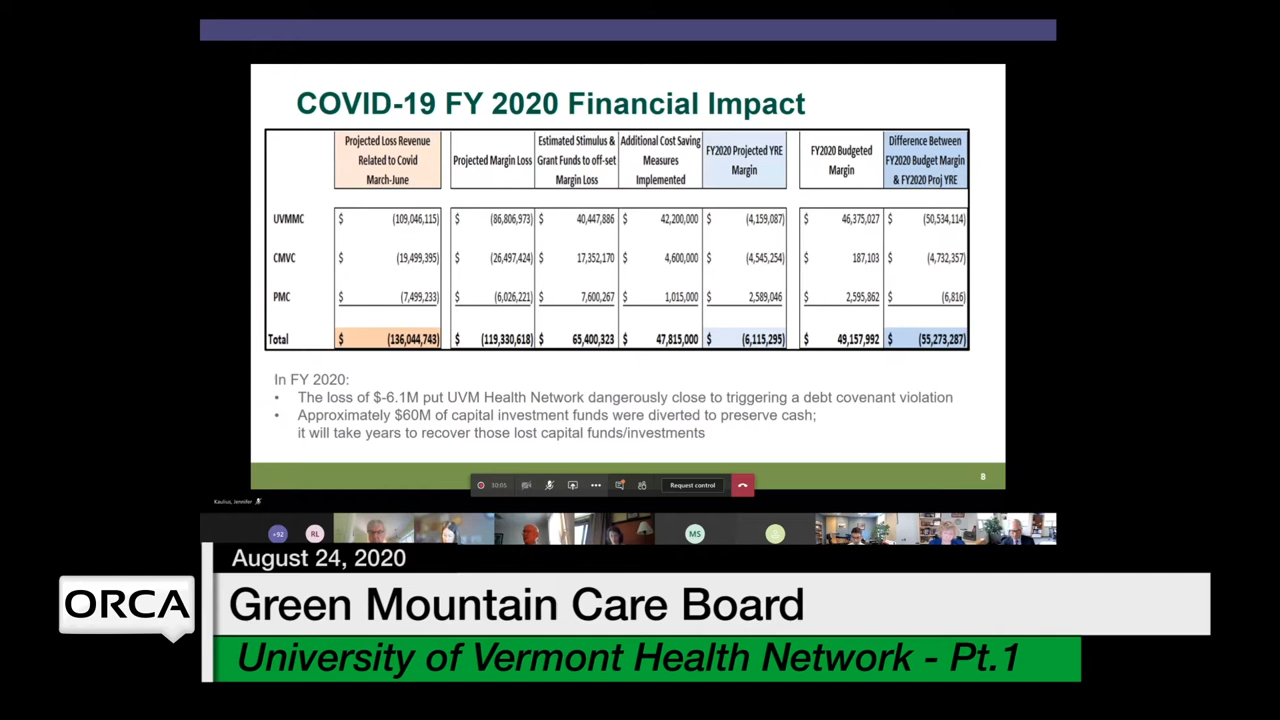 COVID-19 FY 2020 Financial Impact
Projected Loss Revenue Related to Covid March-June
Projected Margin Loss
Estimated Stimulus & Grant Funds to off-set Margin Loss
Additional Cost Saving Measures Implemented
FY2020 Projected YRE Margin
FY2020 Budgeted Margin
Difference Between FY2020 Budget Margin & FY2020 Proj YRE
UVMMC $ (109,046,115) $ (86,806,973) $ 40,447,886 $ 42,200,000 $ (4,159,087) $ 46,375,027 $ (50,534,114)
CMVC $ (19,499,395) $ (26,497,424) $ 17,352,170 $ 4,600,000 $ (4,545,254) $ 187,103 $ (4,732,357)
PMC $ (7,499,233) $ (6,026,221) $ 7,600,267 $ 1,015,000 $ 2,589,046 $ 2,595,862 $ (6,816)
Total $ (136,044,743) $ (119,330,618) $ 65,400,323 $ 47,815,000 $ (6,115,295) $ 49,157,992 $ (55,273,287)
In FY 2020:
• The loss of $-6.1M put UVM Health Network dangerously close to triggering a debt covenant violation
• Approximately $60M of capital investment funds were diverted to preserve cash;
it will take years to recover those lost capital funds/investments
8
30:05
Request control
Kaulius, Jennifer
+92
RL
MS
August 24, 2020
ORCA
Green Mountain Care Board
University of Vermont Health Network - Pt.1